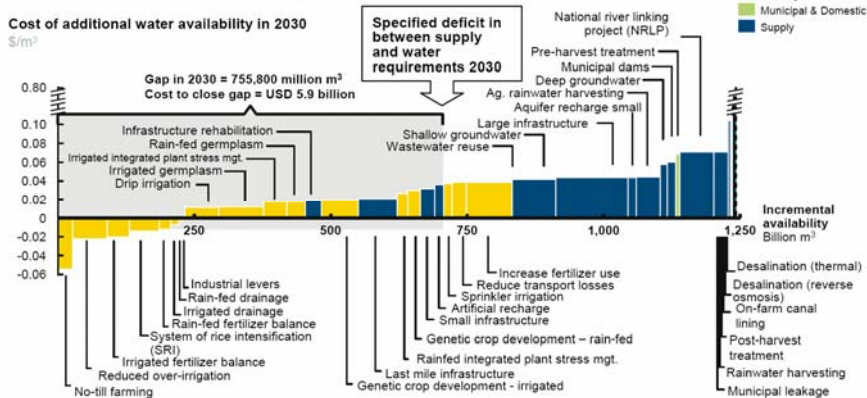 Cost of additional water availability in 2030
$/m³
Specified deficit in
between supply
and water
requirements 2030
Municipal & Domestic
Supply
Gap in 2030 = 755,800 million m³
Cost to close gap = USD 5.9 billion
National river linking
project (NRLP)
Pre-harvest treatment
Municipal dams
Deep groundwater
Ag. rainwater harvesting
Aquifer recharge small
Large infrastructure
Shallow groundwater
Wastewater reuse
Infrastructure rehabilitation
Rain-fed germplasm
Irrigated integrated plant stress mgt.
Irrigated germplasm
Drip irrigation
0.80
0.10
0.08
0.06
0.04
0.02
0
-0.02
-0.04
-0.06
250
500
750
1,000
1,250
Incremental
availability
Billion m³
Industrial levers
Rain-fed drainage
Irrigated drainage
Rain-fed fertilizer balance
System of rice intensification
(SRI)
Irrigated fertilizer balance
Reduced over-irrigation
No-till farming
Increase fertilizer use
Reduce transport losses
Sprinkler irrigation
Artificial recharge
Small infrastructure
Genetic crop development – rain-fed
Rainfed integrated plant stress mgt.
Last mile infrastructure
Genetic crop development - irrigated
Desalination (thermal)
Desalination (reverse
osmosis)
On-farm canal
lining
Post-harvest
treatment
Rainwater harvesting
Municipal leakage